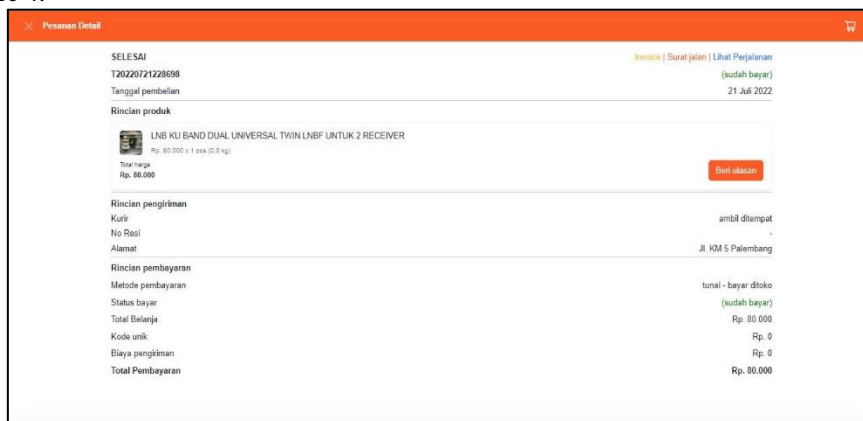 Pesanan Detail
SELESAI
Invoice | Surat jalan | Lihat Perjalanan
T20220721228698
(sudah bayar)
Tanggal pembelian
21 Juli 2022
Rincian produk
LNB KU BAND DUAL UNIVERSAL TWIN LNBF UNTUK 2 RECEIVER
Rp. 80.000 x 1 pcs (0.0 kg)
Total harga
Rp. 80.000
Beri ulasan
Rincian pengiriman
Kurir
ambil ditempat
No Resi
-
Alamat
Jl. KM 5 Palembang
Rincian pembayaran
Metode pembayaran
tunai - bayar ditoko
Status bayar
(sudah bayar)
Total Belanja
Rp. 80.000
Kode unik
Rp. 0
Biaya pengiriman
Rp. 0
Total Pembayaran
Rp. 80.000